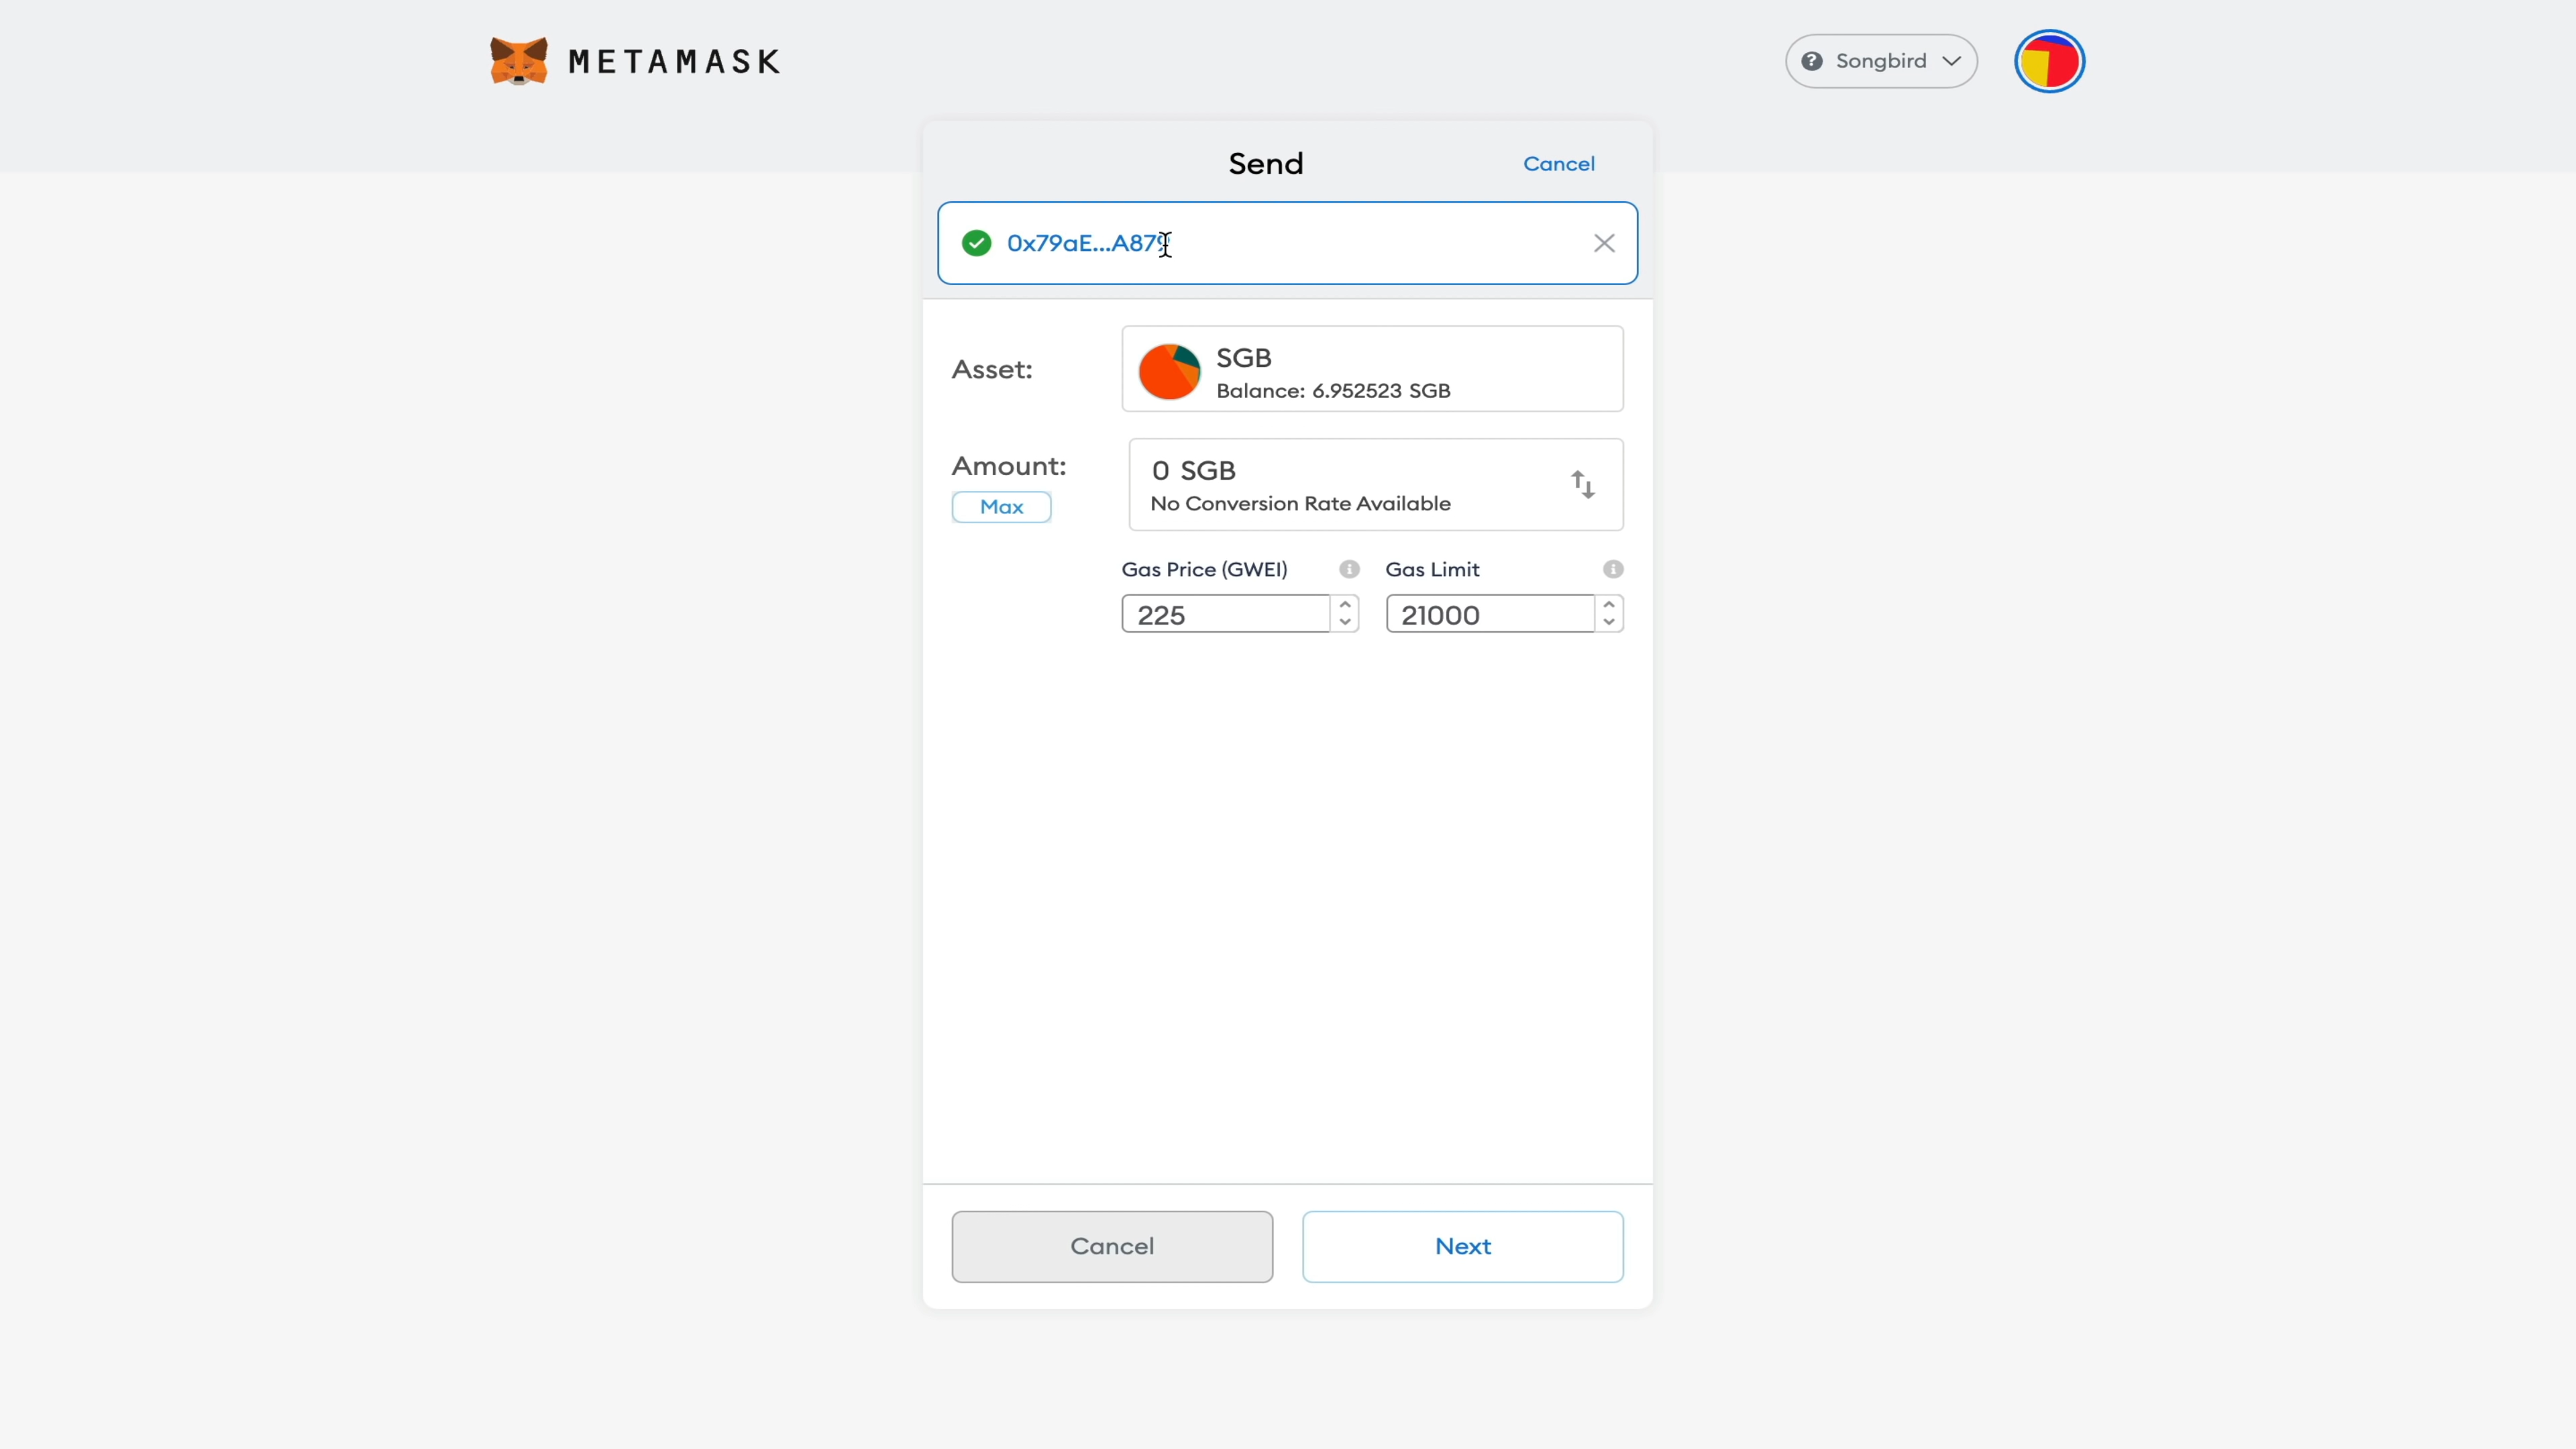 METAMASK
Songbird
Send
Cancel
0x79aE...A879
Asset:
SGB
Balance: 6.952523 SGB
Amount:
Max
0 SGB
No Conversion Rate Available
Gas Price (GWEI)
Gas Limit
225
21000
Cancel
Next